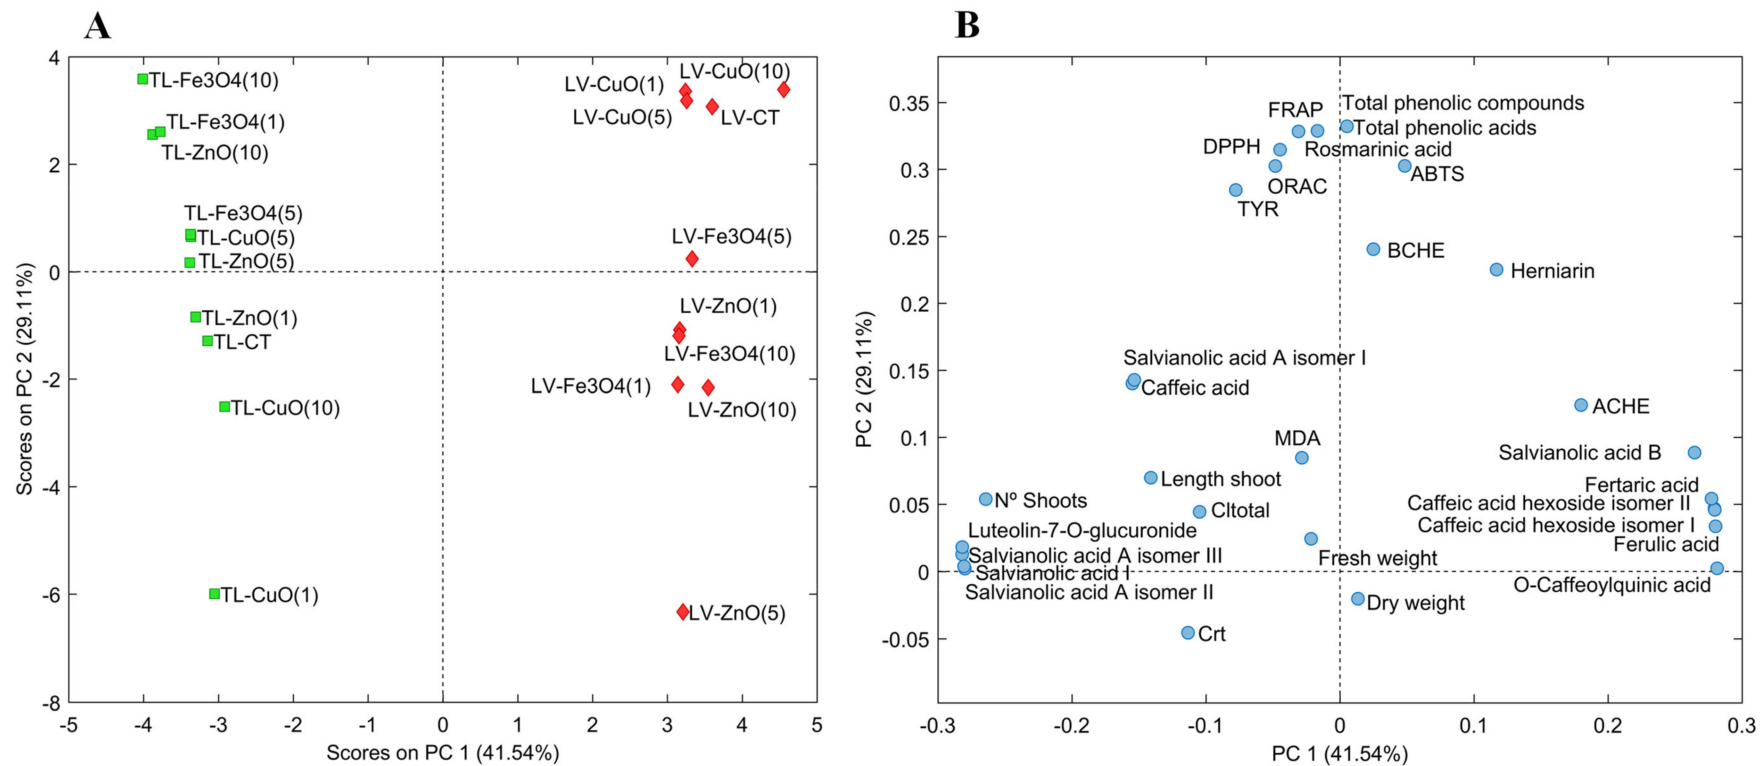 A
4
2
0
-2
-4
-6
-8
-5
-4
-3
-2
-1
0
1
2
3
4
5
Scores on PC 2 (29.11%)
Scores on PC 1 (41.54%)
TL-Fe3O4(10)
TL-Fe3O4(1)
TL-ZnO(10)
TL-Fe3O4(5)
TL-CuO(5)
TL-ZnO(5)
TL-ZnO(1)
TL-CT
TL-CuO(10)
TL-CuO(1)
LV-CuO(10)
LV-CuO(1)
LV-CuO(5)
LV-CT
LV-Fe3O4(5)
LV-ZnO(1)
LV-Fe3O4(10)
LV-Fe3O4(1)
LV-ZnO(10)
LV-ZnO(5)
B
0.35
0.3
0.25
0.2
0.15
0.1
0.05
0
-0.05
-0.3
-0.2
-0.1
0
0.1
0.2
0.3
PC 2 (29.11%)
PC 1 (41.54%)
Total phenolic compounds
FRAP
Total phenolic acids
DPPH
Rosmarinic acid
ABTS
ORAC
TYR
BCHE
Herniarin
Salvianolic acid A isomer I
Caffeic acid
ACHE
MDA
Salvianolic acid B
Length shoot
Fertaric acid
Nº Shoots
Caffeic acid hexoside isomer II
Cltotal
Caffeic acid hexoside isomer I
Luteolin-7-O-glucuronide
Ferulic acid
Salvianolic acid A isomer III
Fresh weight
Salvianolic acid I
O-Caffeoylquinic acid
Salvianolic acid A isomer II
Dry weight
Crt